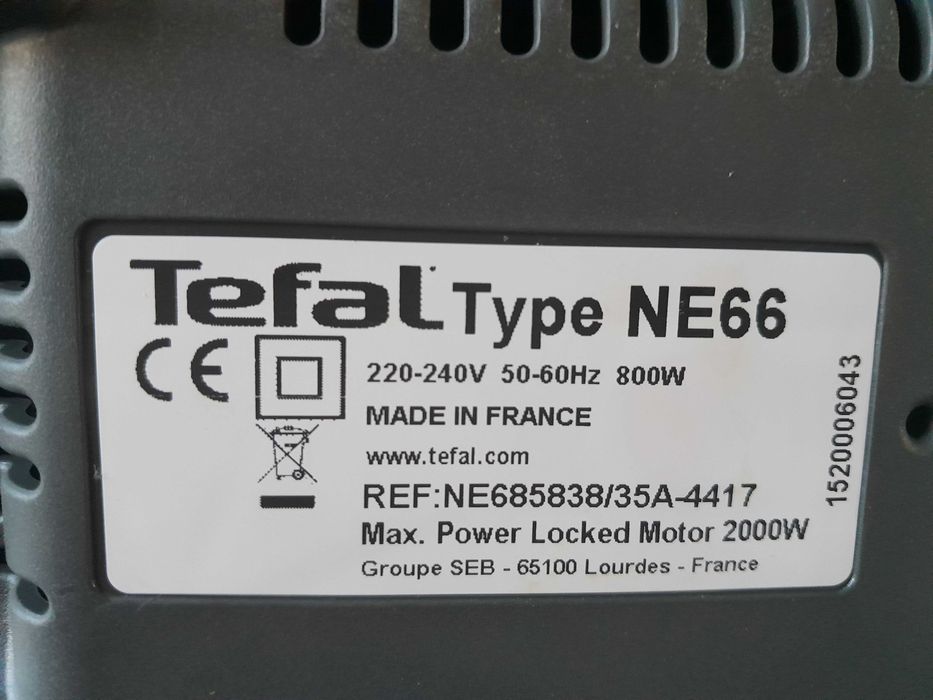 Tefal Type NE66
CE
220-240V 50-60Hz 800W
MADE IN FRANCE
www.tefal.com
REF:NE685838/35A-4417
Max. Power Locked Motor 2000W
Groupe SEB - 65100 Lourdes - France
1520006043